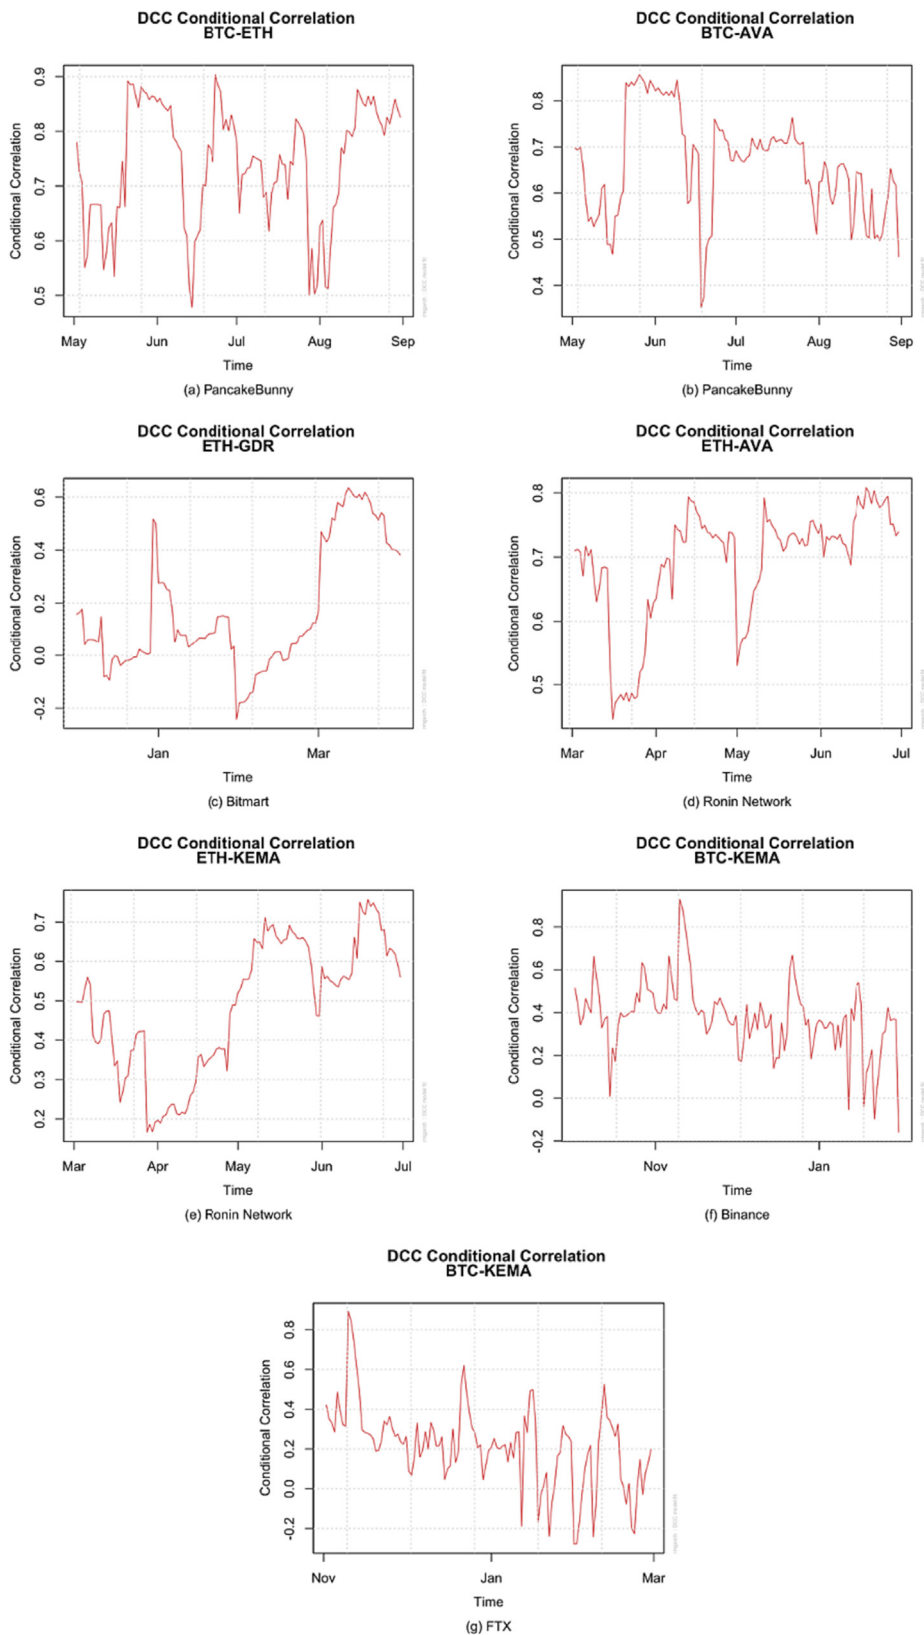 DCC Conditional Correlation
BTC-ETH
Conditional Correlation
0.9
0.8
0.7
0.6
0.5
May Jun Jul Aug Sep
Time
(a) PancakeBunny
DCC Conditional Correlation
BTC-AVA
Conditional Correlation
0.8
0.7
0.6
0.5
0.4
May Jun Jul Aug Sep
Time
(b) PancakeBunny
DCC Conditional Correlation
ETH-GDR
Conditional Correlation
0.6
0.4
0.2
0.0
-0.2
Jan Mar
Time
(c) Bitmart
DCC Conditional Correlation
ETH-AVA
Conditional Correlation
0.8
0.7
0.6
0.5
Mar Apr May Jun Jul
Time
(d) Ronin Network
DCC Conditional Correlation
ETH-KEMA
Conditional Correlation
0.7
0.6
0.5
0.4
0.3
0.2
Mar Apr May Jun Jul
Time
(e) Ronin Network
DCC Conditional Correlation
BTC-KEMA
Conditional Correlation
0.8
0.6
0.4
0.2
0.0
-0.2
Nov Jan
Time
(f) Binance
DCC Conditional Correlation
BTC-KEMA
Conditional Correlation
0.8
0.6
0.4
0.2
0.0
-0.2
Nov Jan Mar
Time
(g) FTX